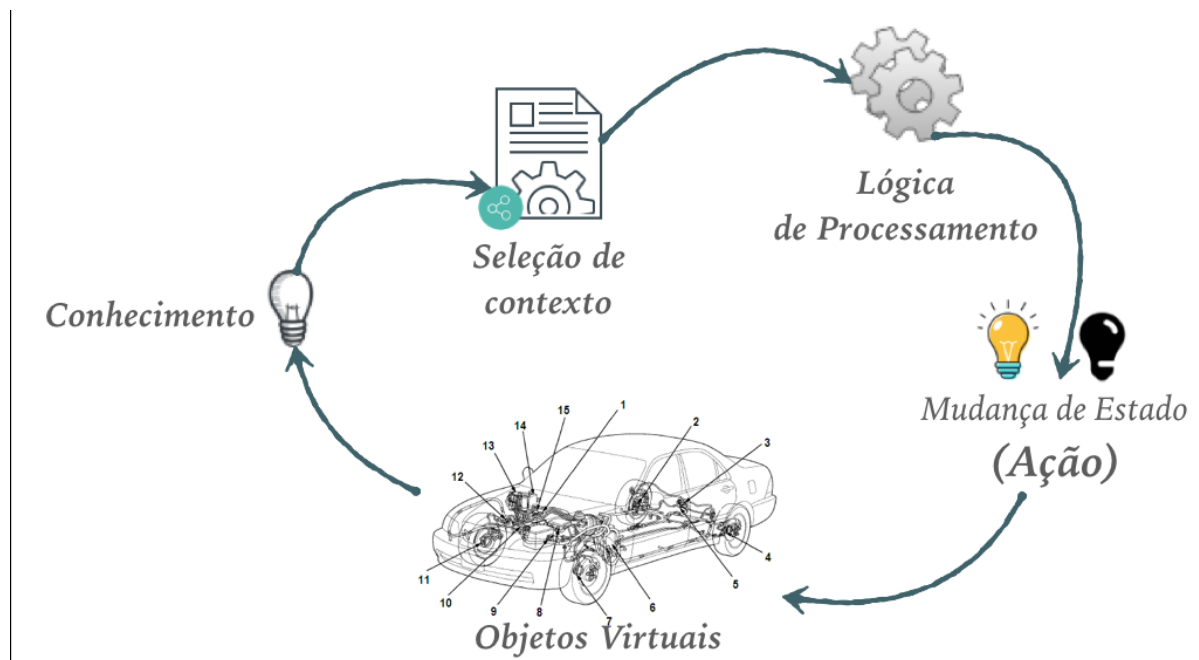 Lógica
de Processamento
Seleção de
contexto
Conhecimento
Mudança de Estado
(Ação)
1
2
3
4
5
6
7
8
9
10
11
12
13
14
15
Objetos Virtuais